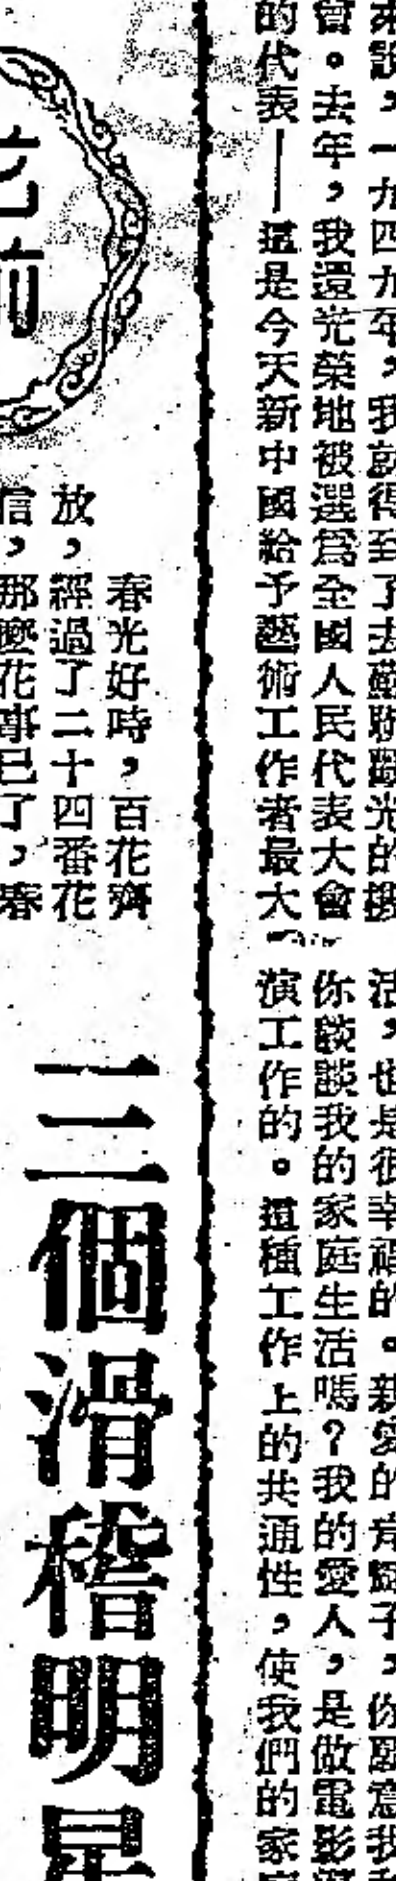 來說，一九四九年，我就得到了去蘇聯觀光的機
會。去年，我還光榮地被選爲全國人民代表大會
的代表——這是今天新中國給予藝術工作者最大
活，也是很幸福的。親愛的
你談談我的家庭生活嗎？我的愛人，是做電影
演工作的。這種工作上的共通性，使我們的家
花前
春光好時，百花齊
放，經過了二十四番花
信，那麼花事已了，春
三個滑稽明星